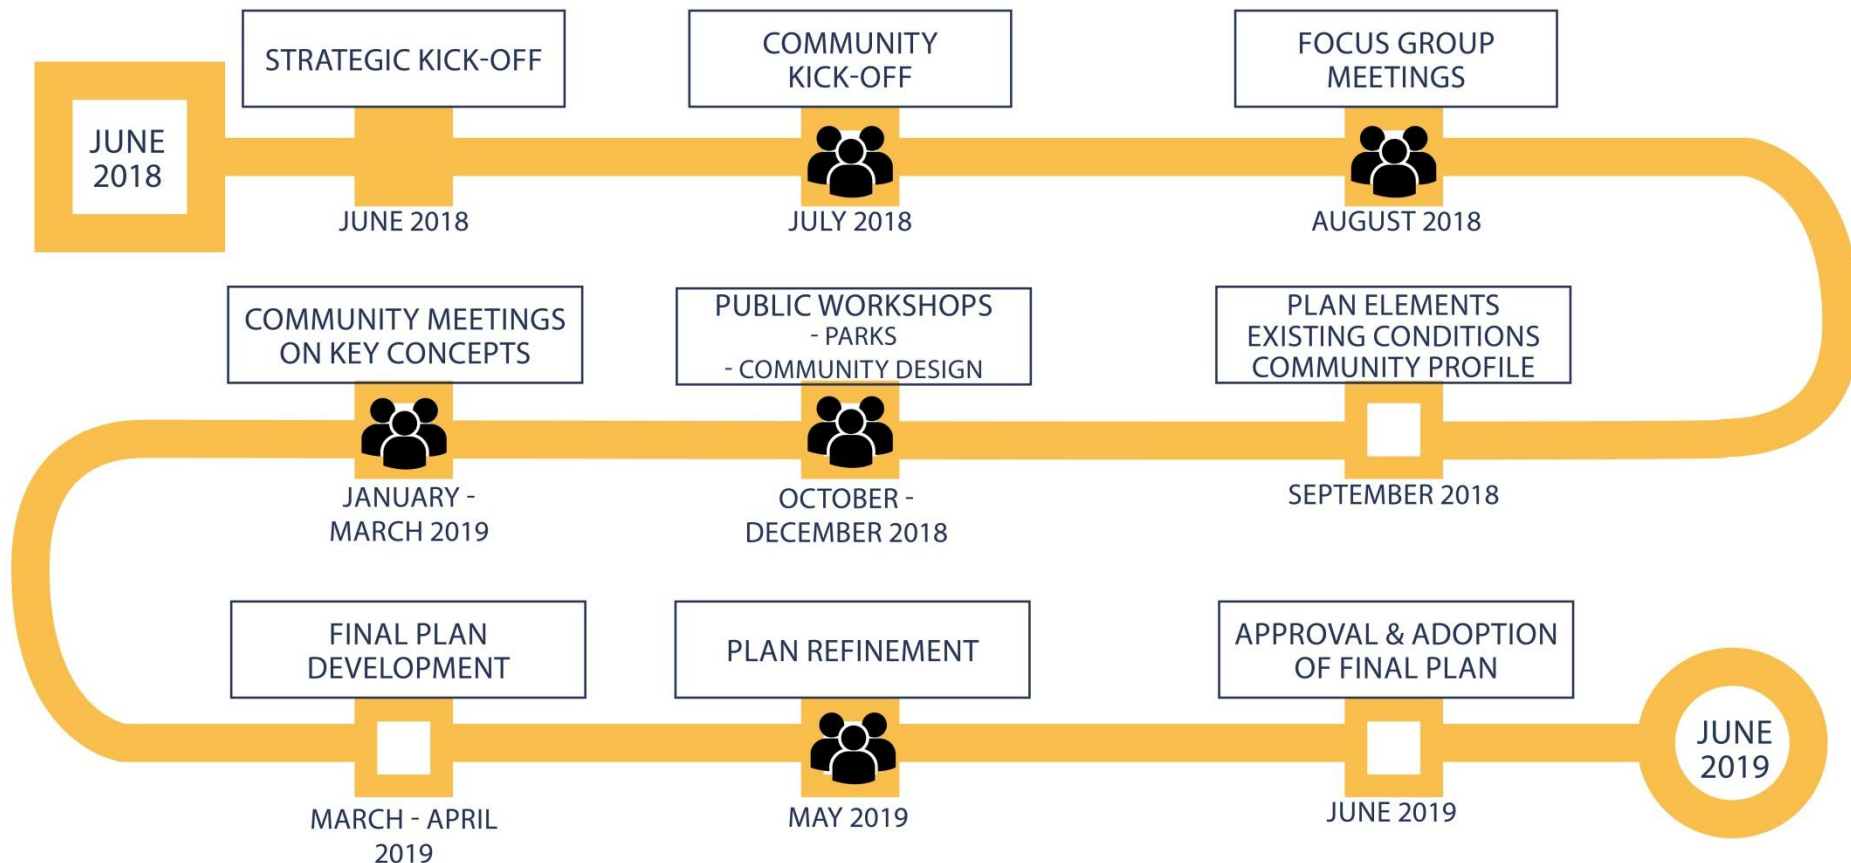 JUNE
2018
STRATEGIC KICK-OFF
JUNE 2018
COMMUNITY
KICK-OFF
JULY 2018
FOCUS GROUP
MEETINGS
AUGUST 2018
PLAN ELEMENTS
EXISTING CONDITIONS
COMMUNITY PROFILE
SEPTEMBER 2018
PUBLIC WORKSHOPS
- PARKS
- COMMUNITY DESIGN
OCTOBER -
DECEMBER 2018
COMMUNITY MEETINGS
ON KEY CONCEPTS
JANUARY -
MARCH 2019
FINAL PLAN
DEVELOPMENT
MARCH - APRIL
2019
PLAN REFINEMENT
MAY 2019
APPROVAL & ADOPTION
OF FINAL PLAN
JUNE 2019
JUNE
2019